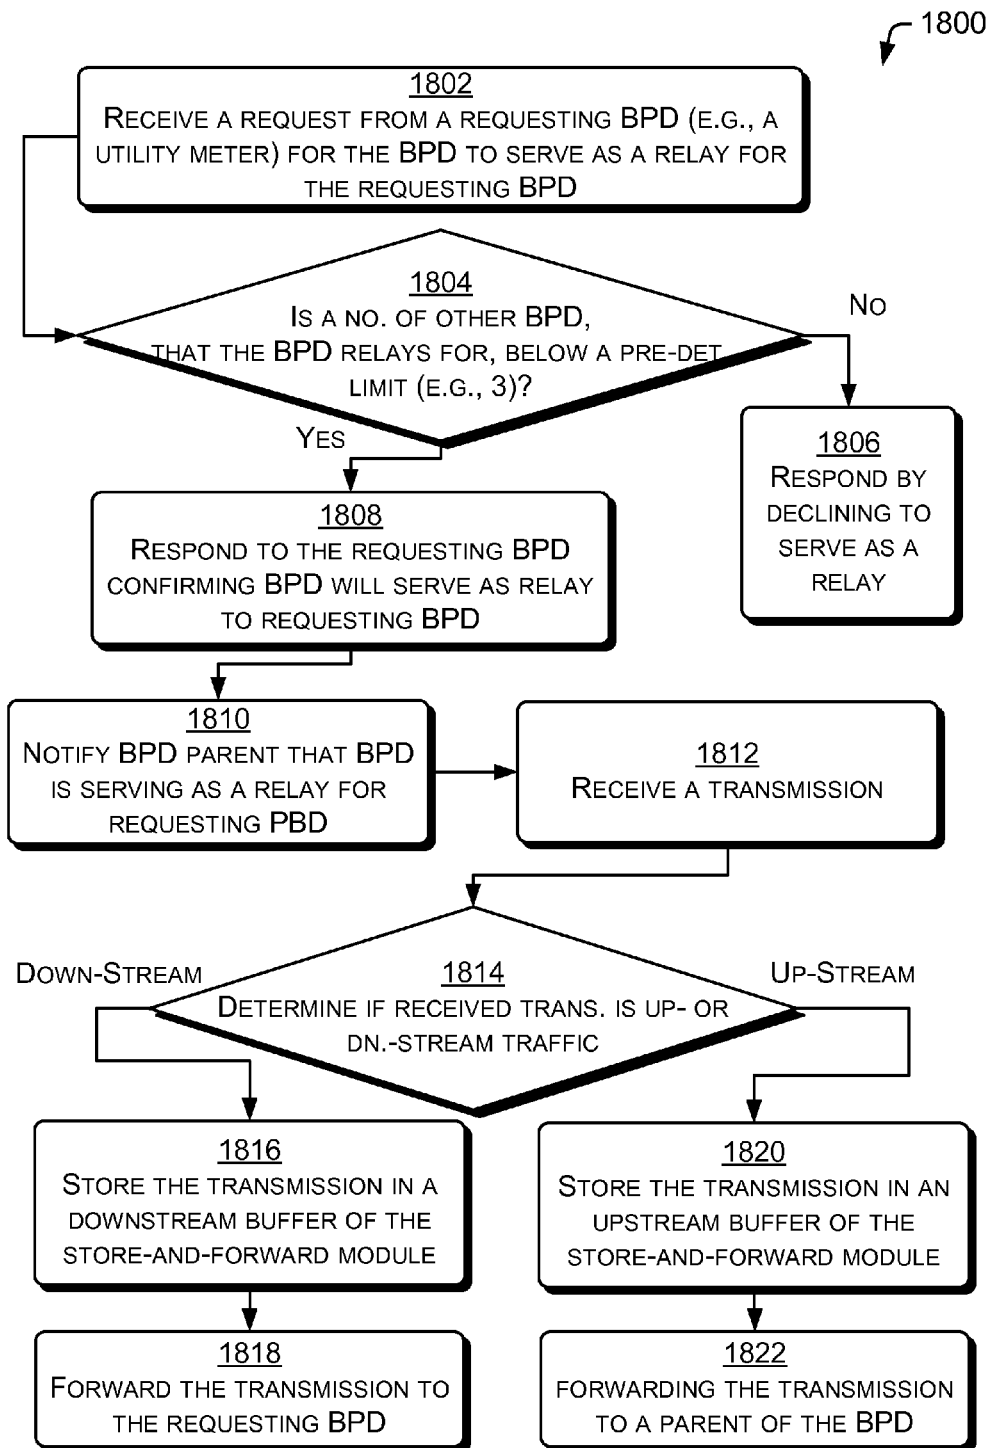 1800
1802
RECEIVE A REQUEST FROM A REQUESTING BPD (E.G., A
UTILITY METER) FOR THE BPD TO SERVE AS A RELAY FOR
THE REQUESTING BPD
1804
IS A NO. OF OTHER BPD,
THAT THE BPD RELAYS FOR, BELOW A PRE-DET
LIMIT (E.G., 3)?
NO
YES
1806
RESPOND BY
DECLINING TO
SERVE AS A
RELAY
1808
RESPOND TO THE REQUESTING BPD
CONFIRMING BPD WILL SERVE AS RELAY
TO REQUESTING BPD
1810
NOTIFY BPD PARENT THAT BPD
IS SERVING AS A RELAY FOR
REQUESTING PBD
1812
RECEIVE A TRANSMISSION
DOWN-STREAM
UP-STREAM
1814
DETERMINE IF RECEIVED TRANS. IS UP- OR
DN.-STREAM TRAFFIC
1816
STORE THE TRANSMISSION IN A
DOWNSTREAM BUFFER OF THE
STORE-AND-FORWARD MODULE
1820
STORE THE TRANSMISSION IN AN
UPSTREAM BUFFER OF THE
STORE-AND-FORWARD MODULE
1818
FORWARD THE TRANSMISSION TO
THE REQUESTING BPD
1822
FORWARDING THE TRANSMISSION
TO A PARENT OF THE BPD